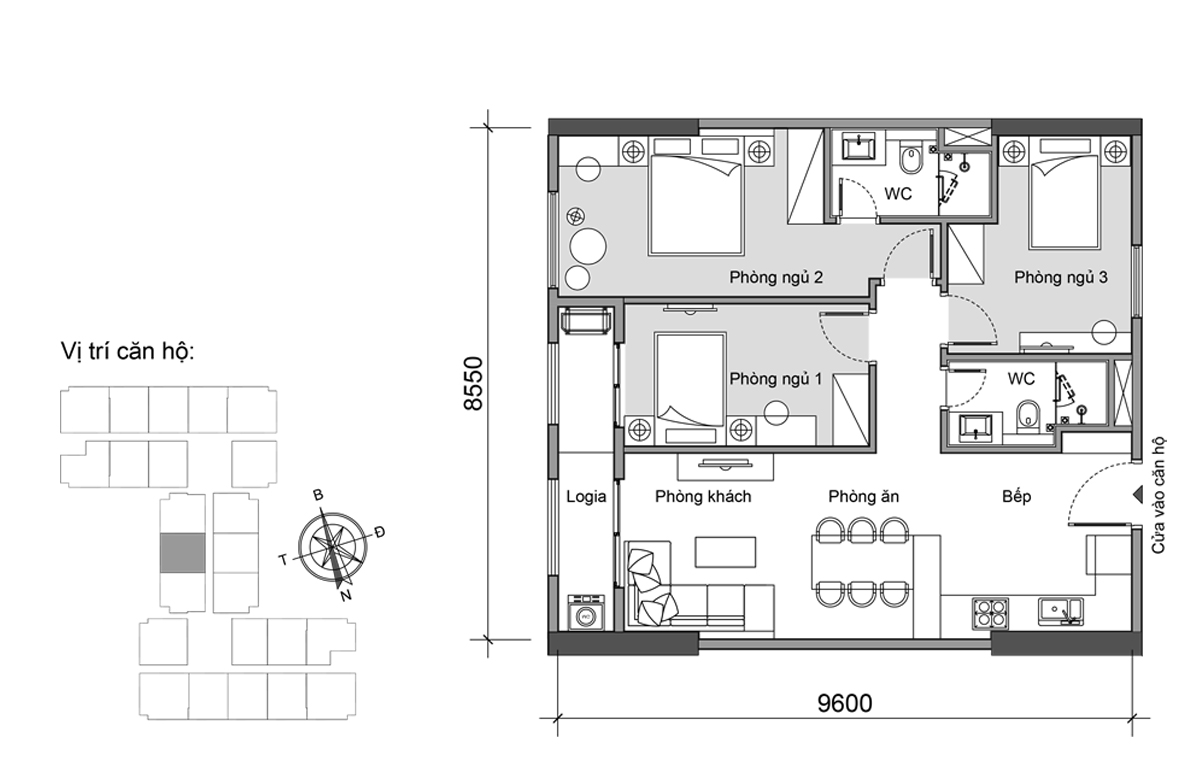 WC
Phòng ngủ 2
Phòng ngủ 3
Vị trí căn hộ:
8550
Phòng ngủ 1
WC
Logia
Phòng khách
Phòng ăn
Bếp
Cửa vào căn hộ
B
Đ
T
N
9600